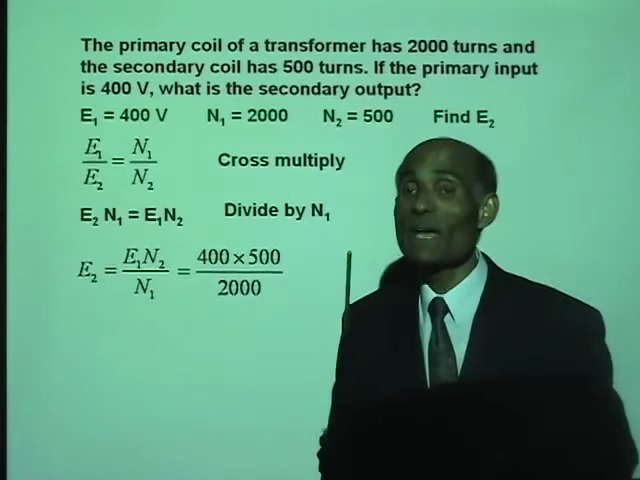 The primary coil of a transformer has 2000 turns and
the secondary coil has 500 turns. If the primary input
is 400 V, what is the secondary output?
E₁ = 400 V N₁ = 2000 N₂ = 500 Find E₂
E₁/E₂ = N₁/N₂ Cross multiply
E₂ N₁ = E₁N₂ Divide by N₁
E₂ = E₁N₂/N₁ = 400 × 500/2000